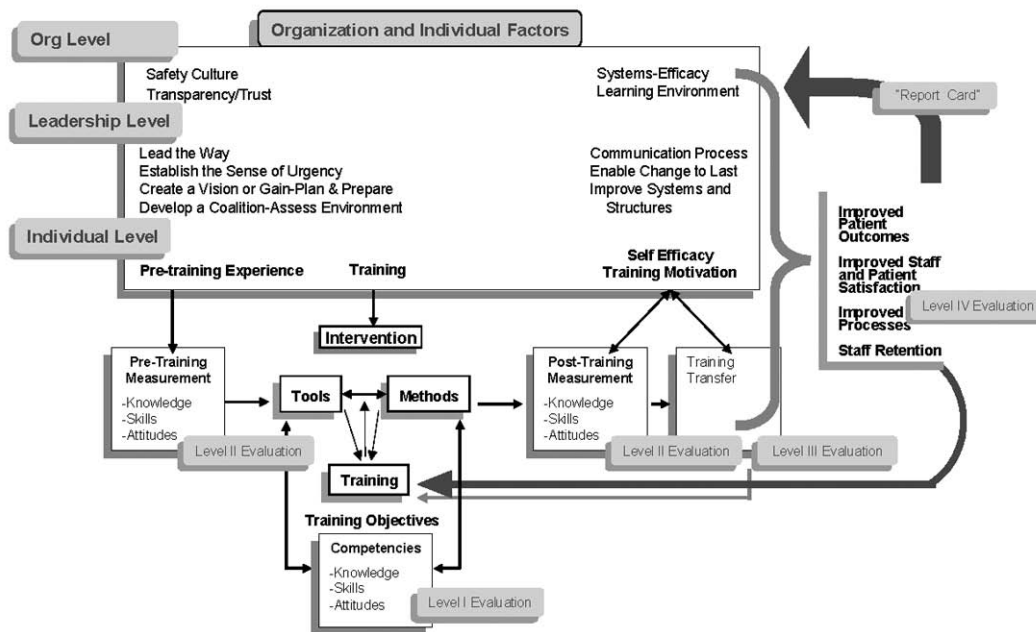 Organization and Individual Factors
Org Level
Safety Culture
Transparency/Trust
Systems-Efficacy
Learning Environment
"Report Card"
Leadership Level
Lead the Way
Establish the Sense of Urgency
Create a Vision or Gain-Plan & Prepare
Develop a Coalition-Assess Environment
Communication Process
Enable Change to Last
Improve Systems and
Structures
Individual Level
Pre-training Experience
Training
Self Efficacy
Training Motivation
Improved
Patient
Outcomes
Improved Staff
and Patient
Satisfaction
Improved
Processes
Level IV Evaluation
Staff Retention
Intervention
Pre-Training
Measurement
-Knowledge
-Skills
-Attitudes
Level II Evaluation
Tools
Methods
Training
Post-Training
Measurement
-Knowledge
-Skills
-Attitudes
Level II Evaluation
Training
Transfer
Level III Evaluation
Training Objectives
Competencies
-Knowledge
-Skills
-Attitudes
Level I Evaluation